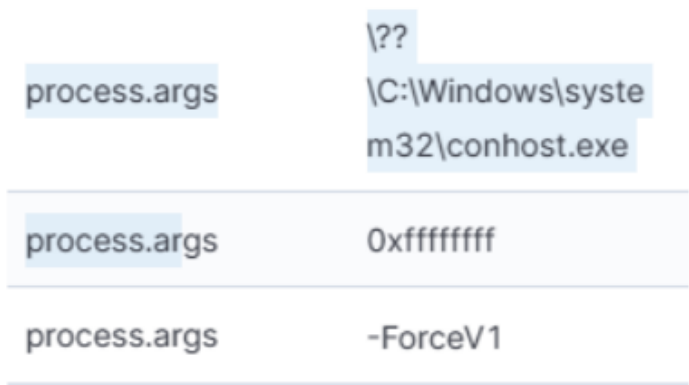 \??
process.args \C:\Windows\syste
m32\conhost.exe
process.args 0xffffffff
process.args -ForceV1